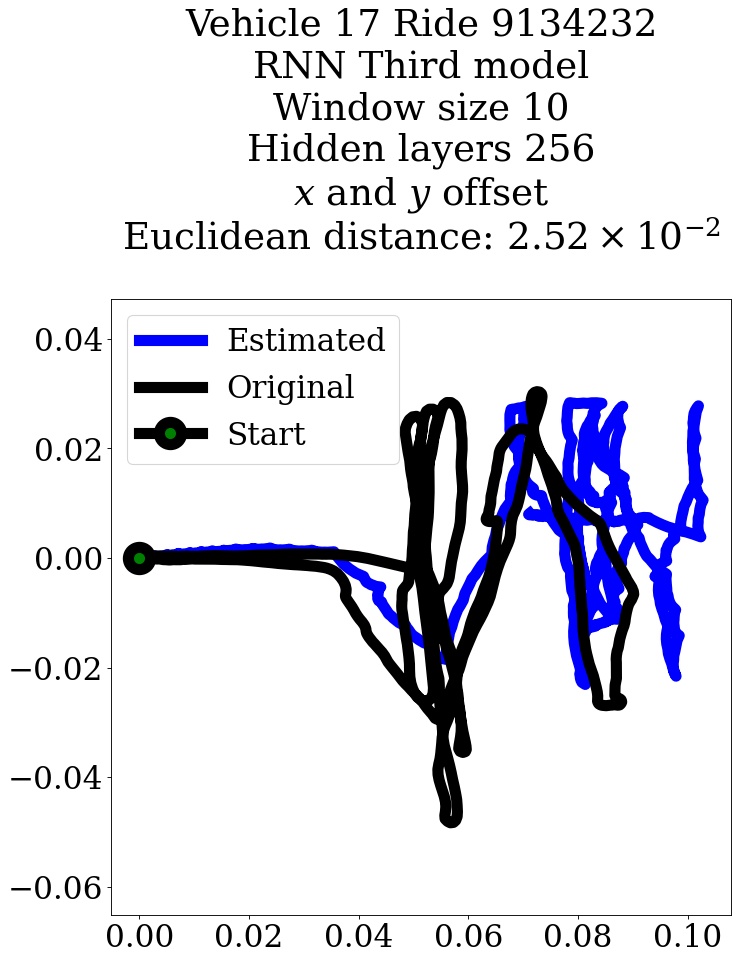 Vehicle 17 Ride 9134232
RNN Third model
Window size 10
Hidden layers 256
x and y offset
Euclidean distance: 2.52 × 10⁻²
Estimated
Original
Start
0.04
0.02
0.00
−0.02
−0.04
−0.06
0.00 0.02 0.04 0.06 0.08 0.10